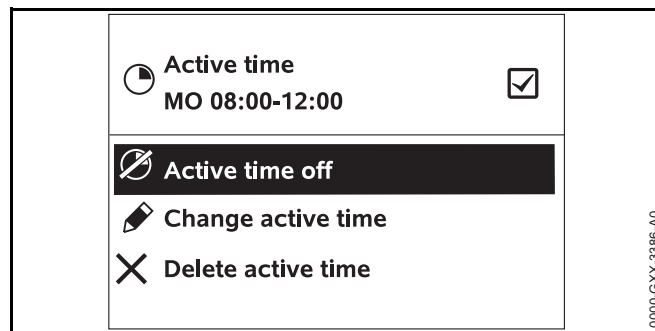 Active time
MO 08:00-12:00
Active time off
Change active time
Delete active time
0000-GXX-3386-A0